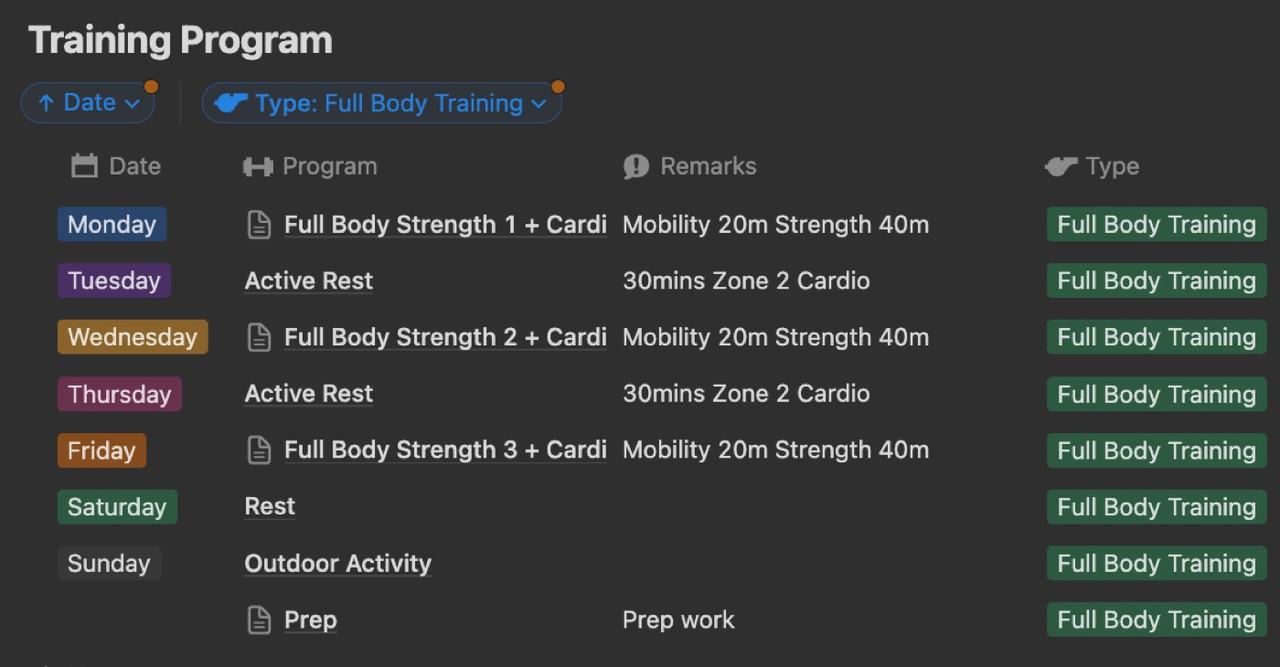 Training Program
Date
Type: Full Body Training
Date Program Remarks Type
Monday Full Body Strength 1 + Cardi Mobility 20m Strength 40m Full Body Training
Tuesday Active Rest 30mins Zone 2 Cardio Full Body Training
Wednesday Full Body Strength 2 + Cardi Mobility 20m Strength 40m Full Body Training
Thursday Active Rest 30mins Zone 2 Cardio Full Body Training
Friday Full Body Strength 3 + Cardi Mobility 20m Strength 40m Full Body Training
Saturday Rest Full Body Training
Sunday Outdoor Activity Full Body Training
Prep Prep work Full Body Training